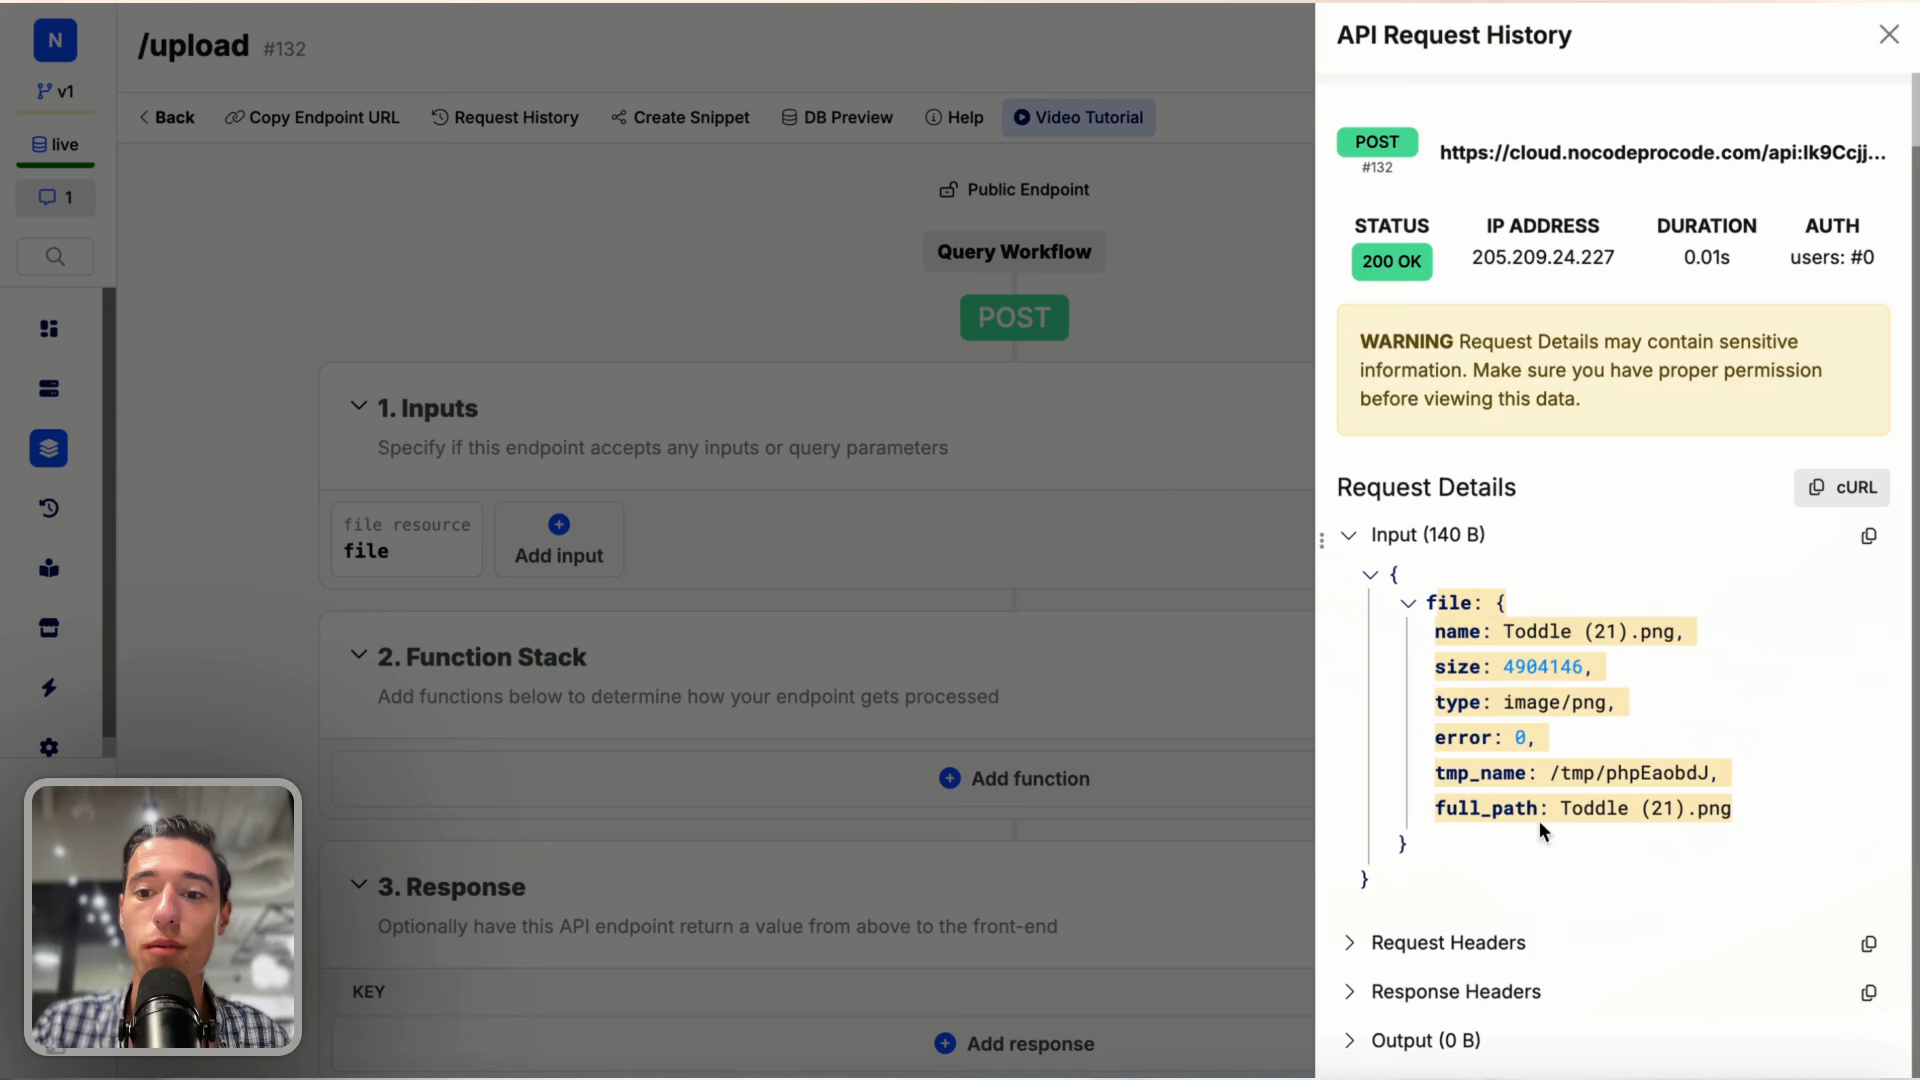 N
v1
live
1
/upload #132
Back
Copy Endpoint URL
Request History
Create Snippet
DB Preview
Help
Video Tutorial
Public Endpoint
Query Workflow
POST
1. Inputs
Specify if this endpoint accepts any inputs or query parameters
file resource
file
Add input
2. Function Stack
Add functions below to determine how your endpoint gets processed
Add function
3. Response
Optionally have this API endpoint return a value from above to the front-end
KEY
Add response
API Request History
POST
#132
https://cloud.nocodeprocode.com/api:lk9Ccjj...
STATUS IP ADDRESS DURATION AUTH
200 OK 205.209.24.227 0.01s users: #0
WARNING Request Details may contain sensitive
information. Make sure you have proper permission
before viewing this data.
Request Details
cURL
Input (140 B)
{
file: {
name: Toddle (21).png,
size: 4904146,
type: image/png,
error: 0,
tmp_name: /tmp/phpEaobdJ,
full_path: Toddle (21).png
}
}
Request Headers
Response Headers
Output (0 B)